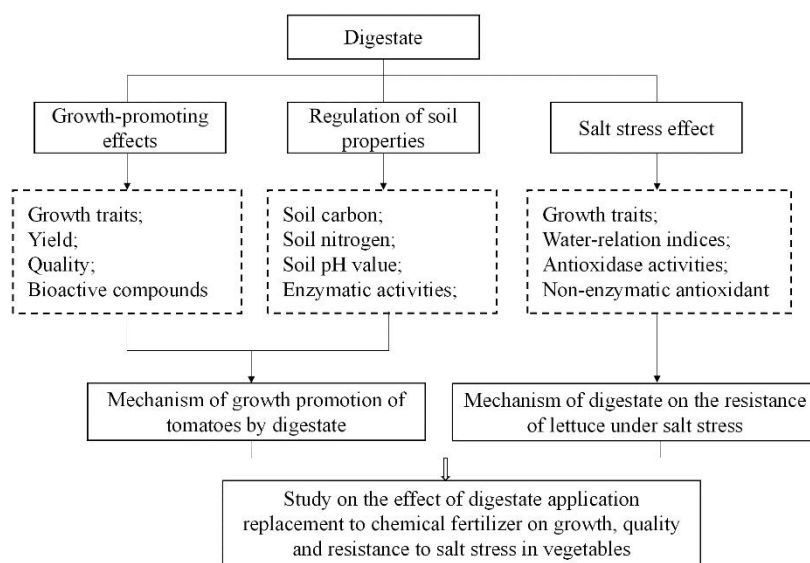 Digestate
Growth-promoting
effects
Regulation of soil
properties
Salt stress effect
Growth traits;
Yield;
Quality;
Bioactive compounds
Soil carbon;
Soil nitrogen;
Soil pH value;
Enzymatic activities;
Growth traits;
Water-relation indices;
Antioxidase activities;
Non-enzymatic antioxidant
Mechanism of growth promotion of
tomatoes by digestate
Mechanism of digestate on the resistance
of lettuce under salt stress
Study on the effect of digestate application
replacement to chemical fertilizer on growth, quality
and resistance to salt stress in vegetables